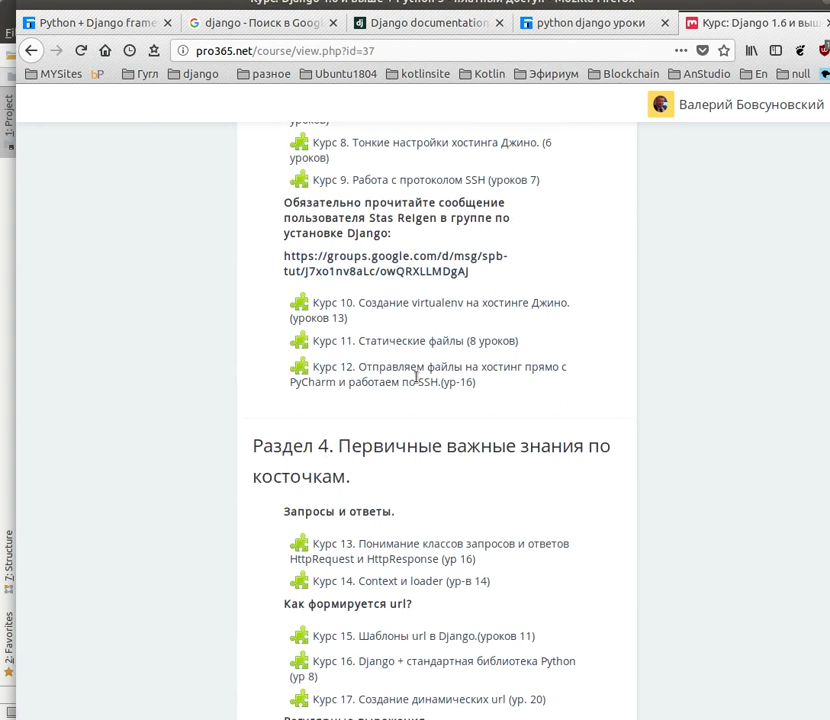 Python + Django frame
django - Поиск в Goog
Django documentation
python django уроки
Курс: Django 1.6 и выш
pro365.net/course/view.php?id=37
MYSites
Гугл
django
разное
Ubuntu1804
kotlinsite
Kotlin
Эфириум
Blockchain
AnStudio
En
null
1: Project
Валерий Бовсуновский
уроков)
Курс 8. Тонкие настройки хостинга Джино. (6
уроков)
Курс 9. Работа с протоколом SSH (уроков 7)
Обязательно прочитайте сообщение
пользователя Stas Reigen в группе по
установке Django:
https://groups.google.com/d/msg/spb-
tut/J7xo1nv8aLc/owQRXLLMDgAJ
Курс 10. Создание virtualenv на хостинге Джино.
(уроков 13)
Курс 11. Статические файлы (8 уроков)
Курс 12. Отправляем файлы на хостинг прямо с
PyCharm и работаем по SSH.(ур-16)
Раздел 4. Первичные важные знания по
косточкам.
Запросы и ответы.
Курс 13. Понимание классов запросов и ответов
HttpRequest и HttpResponse (ур 16)
Курс 14. Context и loader (ур-в 14)
Как формируется url?
Курс 15. Шаблоны url в Django.(уроков 11)
Курс 16. Django + стандартная библиотека Python
(ур 8)
Курс 17. Создание динамических url (ур. 20)
7: Structure
2: Favorites